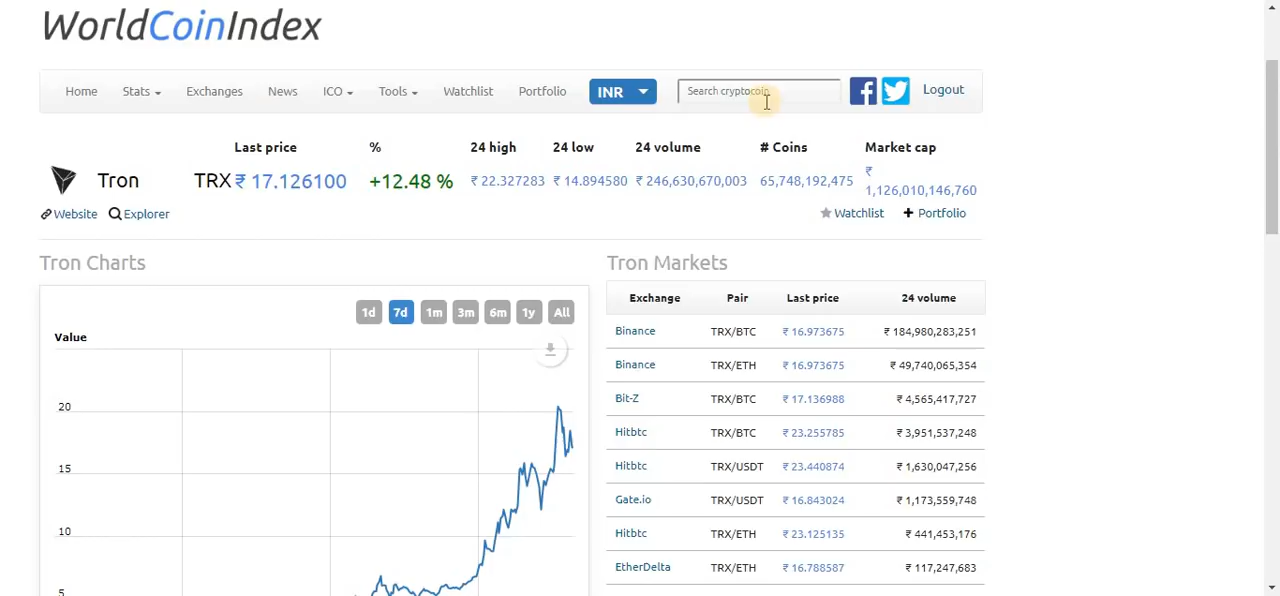 WorldCoinIndex
Home Stats Exchanges News ICO Tools Watchlist Portfolio INR Search cryptocoin Logout
Last price % 24 high 24 low 24 volume # Coins Market cap
Tron TRX ₹ 17.126100 +12.48 % ₹ 22.327283 ₹ 14.894580 ₹ 246,630,670,003 65,748,192,475 ₹
1,126,010,146,760
Website Explorer Watchlist + Portfolio
Tron Charts
1d 7d 1m 3m 6m 1y All
Value
20
15
10
5
Tron Markets
Exchange Pair Last price 24 volume
Binance TRX/BTC ₹ 16.973675 ₹ 184,980,283,251
Binance TRX/ETH ₹ 16.973675 ₹ 49,740,065,354
Bit-Z TRX/BTC ₹ 17.136988 ₹ 4,565,417,727
Hitbtc TRX/BTC ₹ 23.255785 ₹ 3,951,537,248
Hitbtc TRX/USDT ₹ 23.440874 ₹ 1,630,047,256
Gate.io TRX/USDT ₹ 16.843024 ₹ 1,173,559,748
Hitbtc TRX/ETH ₹ 23.125135 ₹ 441,453,176
EtherDelta TRX/ETH ₹ 16.788587 ₹ 117,247,683